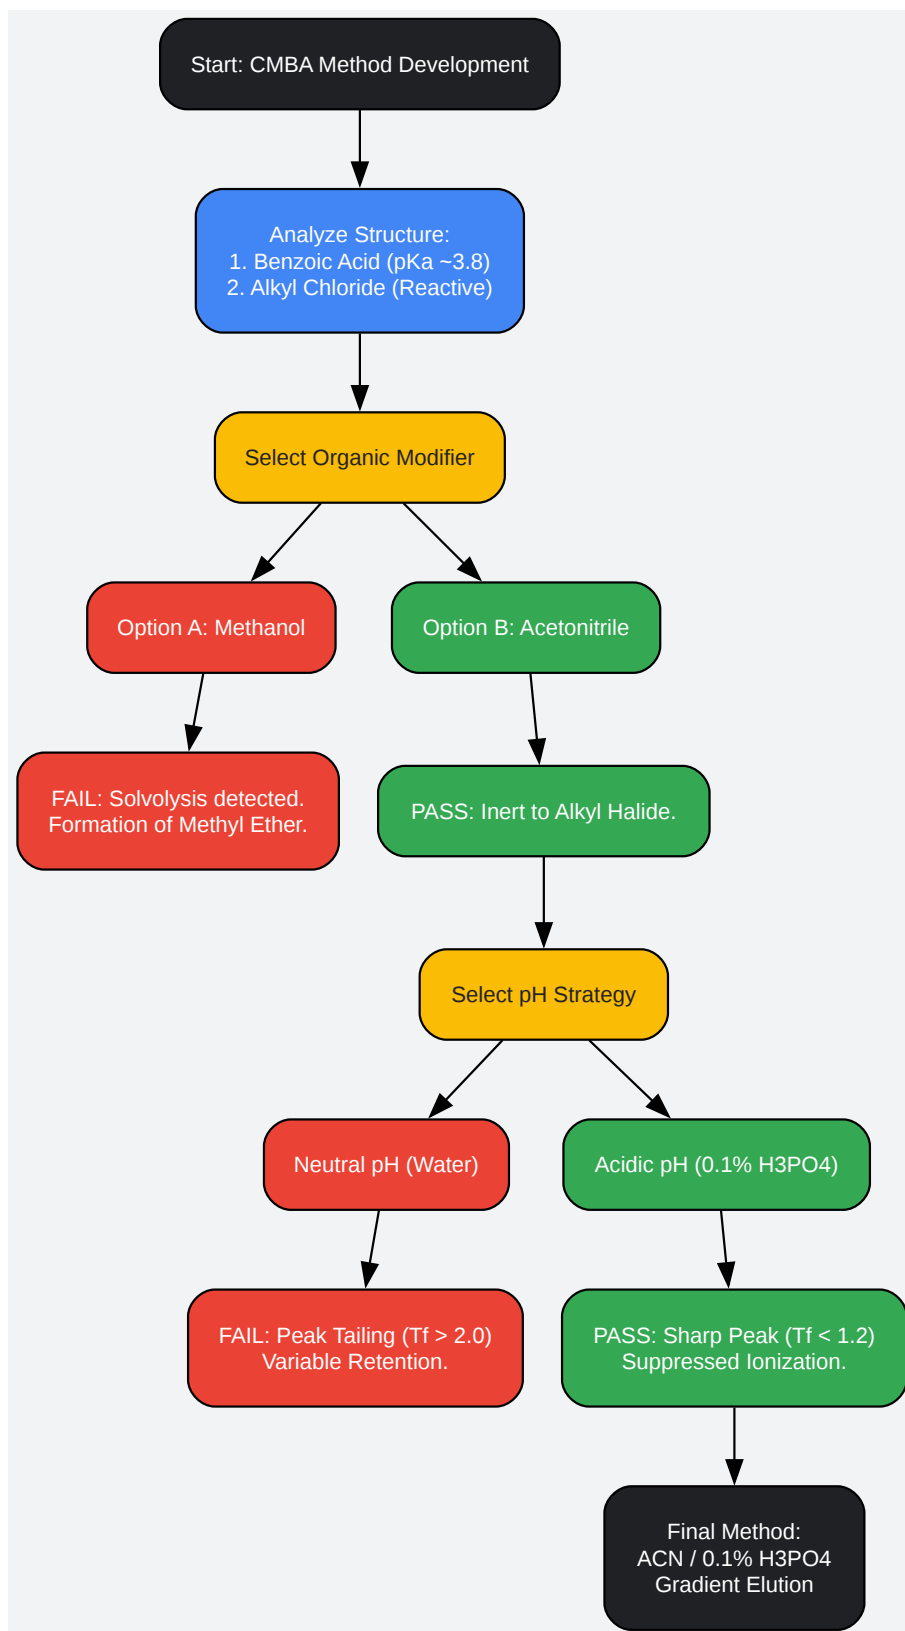 Start: CMBA Method Development
Analyze Structure:
1. Benzoic Acid (pKa ~3.8)
2. Alkyl Chloride (Reactive)
Select Organic Modifier
Option A: Methanol
Option B: Acetonitrile
FAIL: Solvolysis detected.
Formation of Methyl Ether.
PASS: Inert to Alkyl Halide.
Select pH Strategy
Neutral pH (Water)
Acidic pH (0.1% H3PO4)
FAIL: Peak Tailing (Tf > 2.0)
Variable Retention.
PASS: Sharp Peak (Tf < 1.2)
Suppressed Ionization.
Final Method:
ACN / 0.1% H3PO4
Gradient Elution